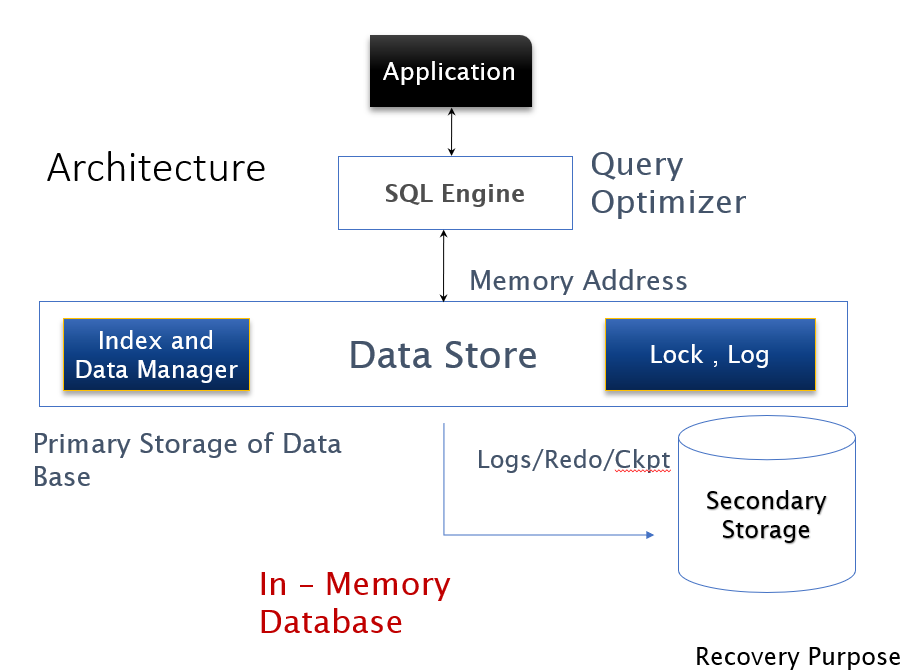 Application
Architecture
SQL Engine
Query
Optimizer
Memory Address
Index and
Data Manager
Data Store
Lock , Log
Primary Storage of Data
Base
Logs/Redo/Ckpt
Secondary
Storage
In – Memory
Database
Recovery Purpose